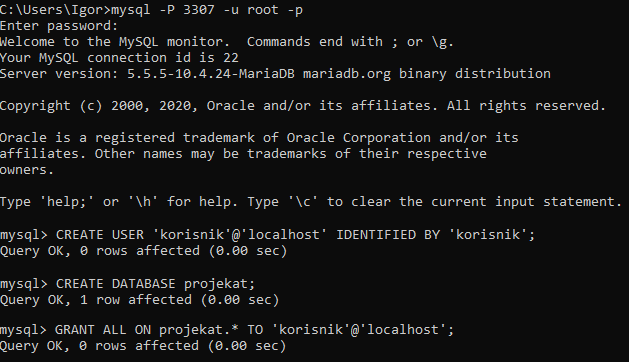 C:\Users\Igor>mysql -P 3307 -u root -p
Enter password:
Welcome to the MySQL monitor.  Commands end with ; or \g.
Your MySQL connection id is 22
Server version: 5.5.5-10.4.24-MariaDB mariadb.org binary distribution
Copyright (c) 2000, 2020, Oracle and/or its affiliates. All rights reserved.
Oracle is a registered trademark of Oracle Corporation and/or its
affiliates. Other names may be trademarks of their respective
owners.
Type 'help;' or '\h' for help. Type '\c' to clear the current input statement.
mysql> CREATE USER 'korisnik'@'localhost' IDENTIFIED BY 'korisnik';
Query OK, 0 rows affected (0.00 sec)
mysql> CREATE DATABASE projekat;
Query OK, 1 row affected (0.00 sec)
mysql> GRANT ALL ON projekat.* TO 'korisnik'@'localhost';
Query OK, 0 rows affected (0.00 sec)